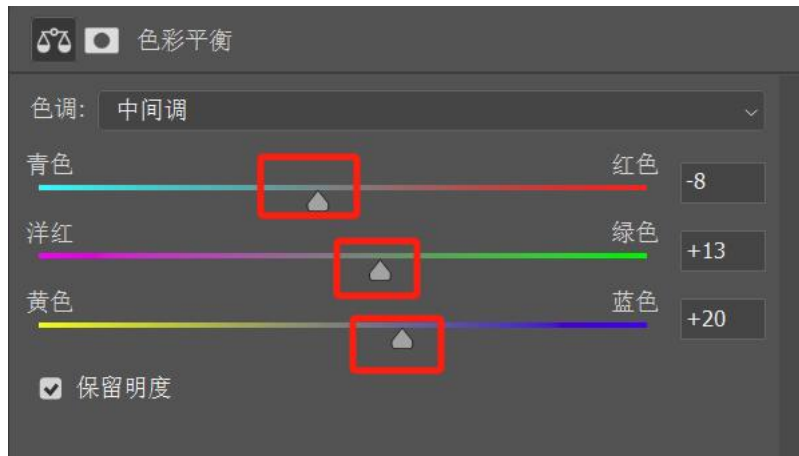 色彩平衡
色调: 中间调
青色 红色 -8
洋红 绿色 +13
黄色 蓝色 +20
保留明度